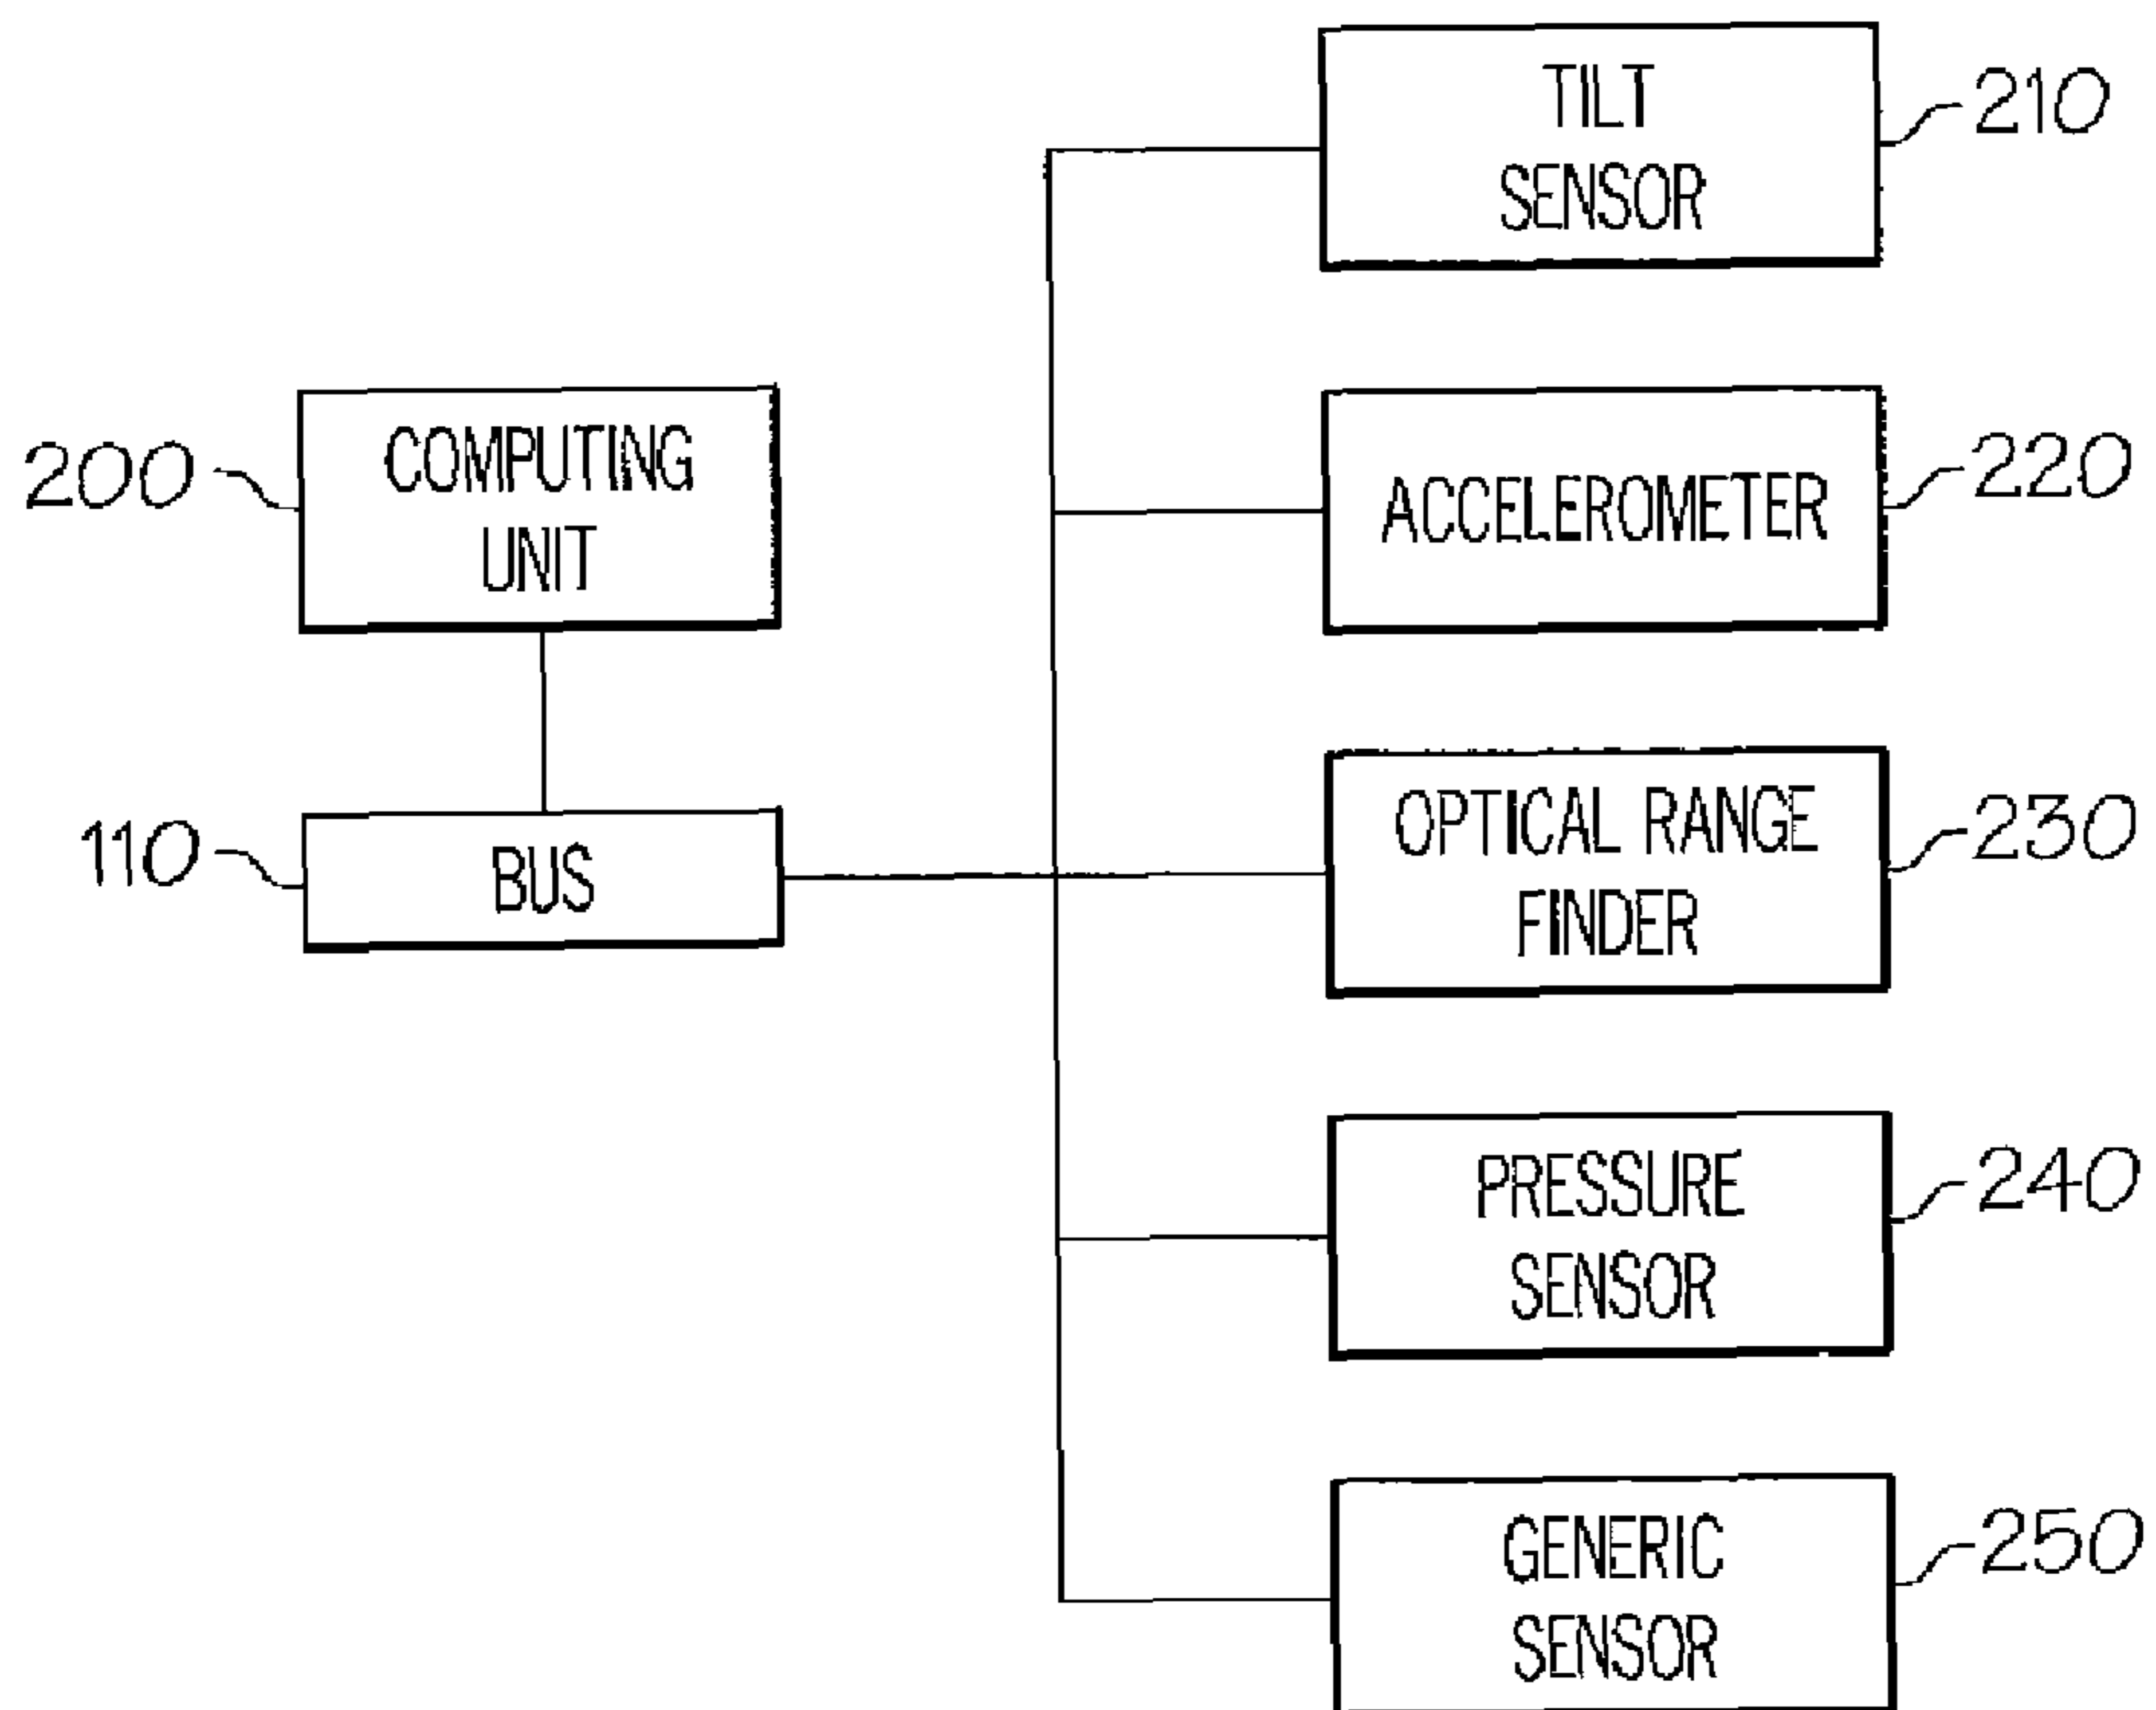 TILT
SENSOR
210
COMPUTING
UNIT
200
ACCELEROMETER
220
BUS
110
OPTICAL RANGE
FINDER
230
PRESSURE
SENSOR
240
GENERIC
SENSOR
250